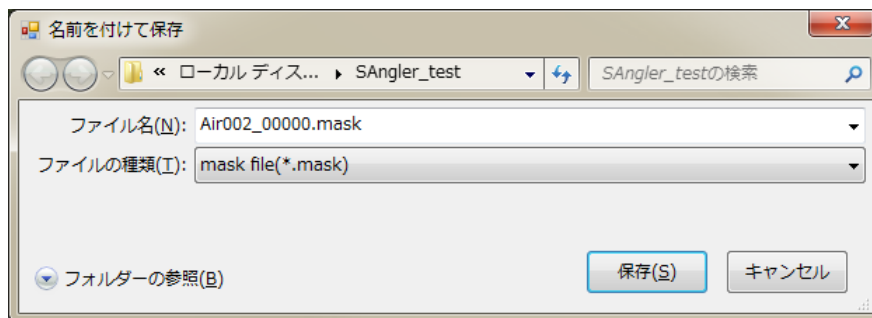 名前を付けて保存
« ローカル ディス... ▸ SAngler_test SAngler_testの検索
ファイル名(N): Air002_00000.mask
ファイルの種類(T): mask file(*.mask)
フォルダーの参照(B) 保存(S) キャンセル